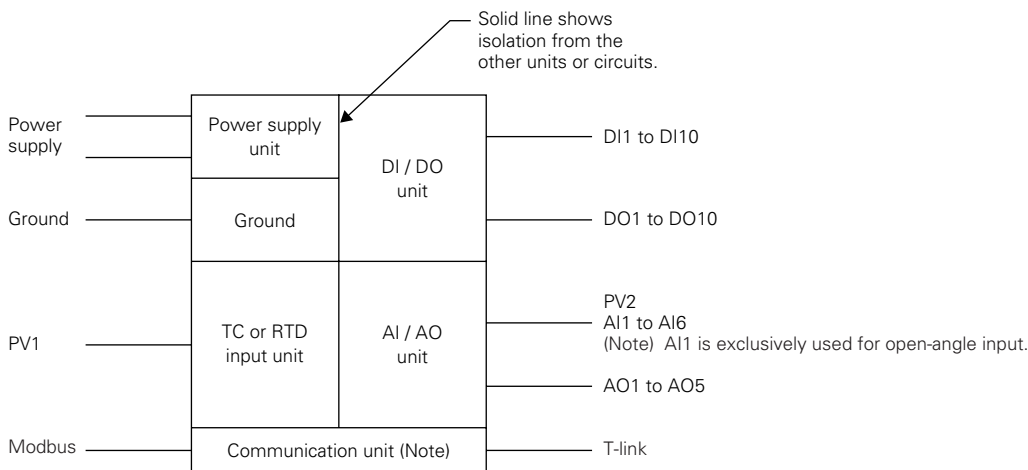 Solid line shows
isolation from the
other units or circuits.
Power
supply
Power supply
unit
DI / DO
unit
DI1 to DI10
Ground
Ground
DO1 to DO10
PV1
TC or RTD
input unit
AI / AO
unit
PV2
AI1 to AI6
(Note) AI1 is exclusively used for open-angle input.
AO1 to AO5
Modbus
Communication unit (Note)
T-link